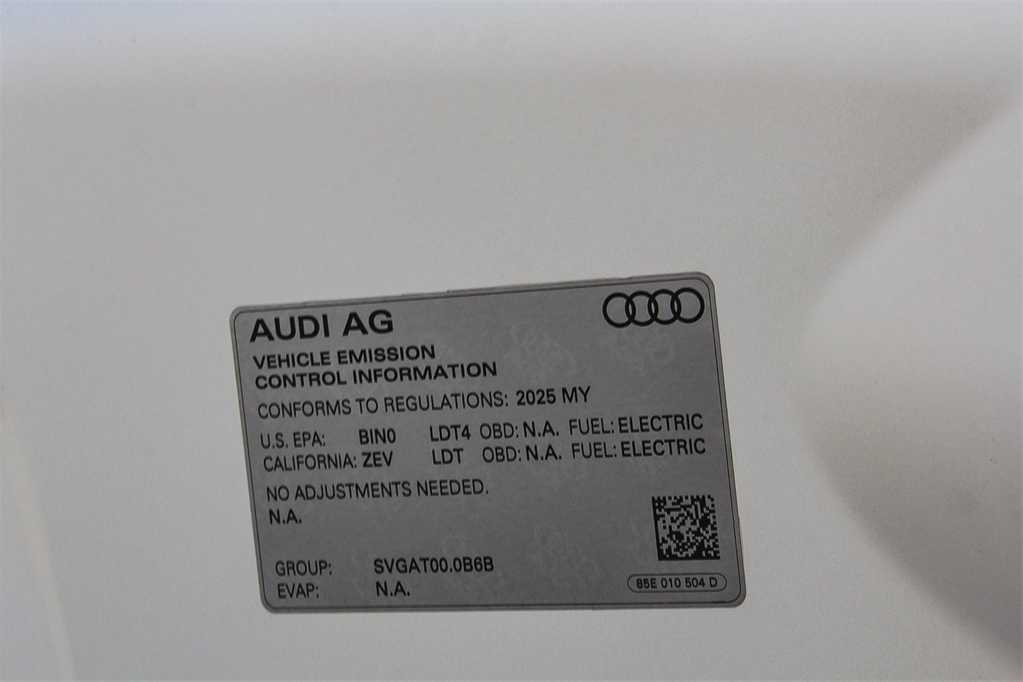 AUDI AG
VEHICLE EMISSION
CONTROL INFORMATION
CONFORMS TO REGULATIONS: 2025 MY
U.S. EPA: BIN0 LDT4 OBD: N.A. FUEL: ELECTRIC
CALIFORNIA: ZEV LDT OBD: N.A. FUEL: ELECTRIC
NO ADJUSTMENTS NEEDED.
N.A.
GROUP: SVGAT00.0B6B
EVAP: N.A.
85E 010 504 D